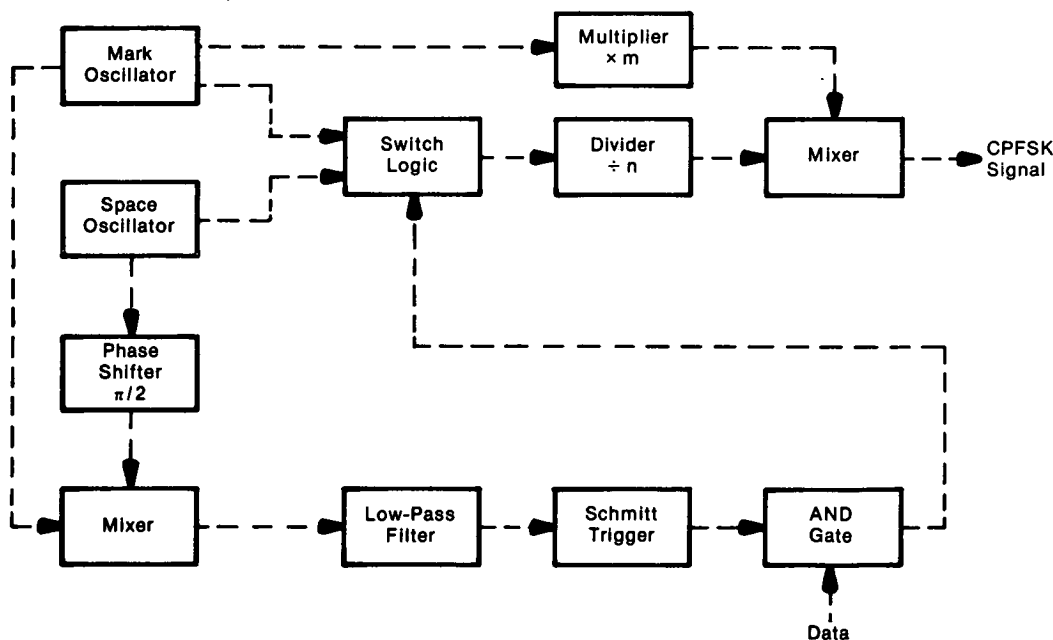 Mark
Oscillator
Multiplier
× m
Switch
Logic
Divider
÷ n
Mixer
CPFSK
Signal
Space
Oscillator
Phase
Shifter
π/2
Mixer
Low-Pass
Filter
Schmitt
Trigger
AND
Gate
Data